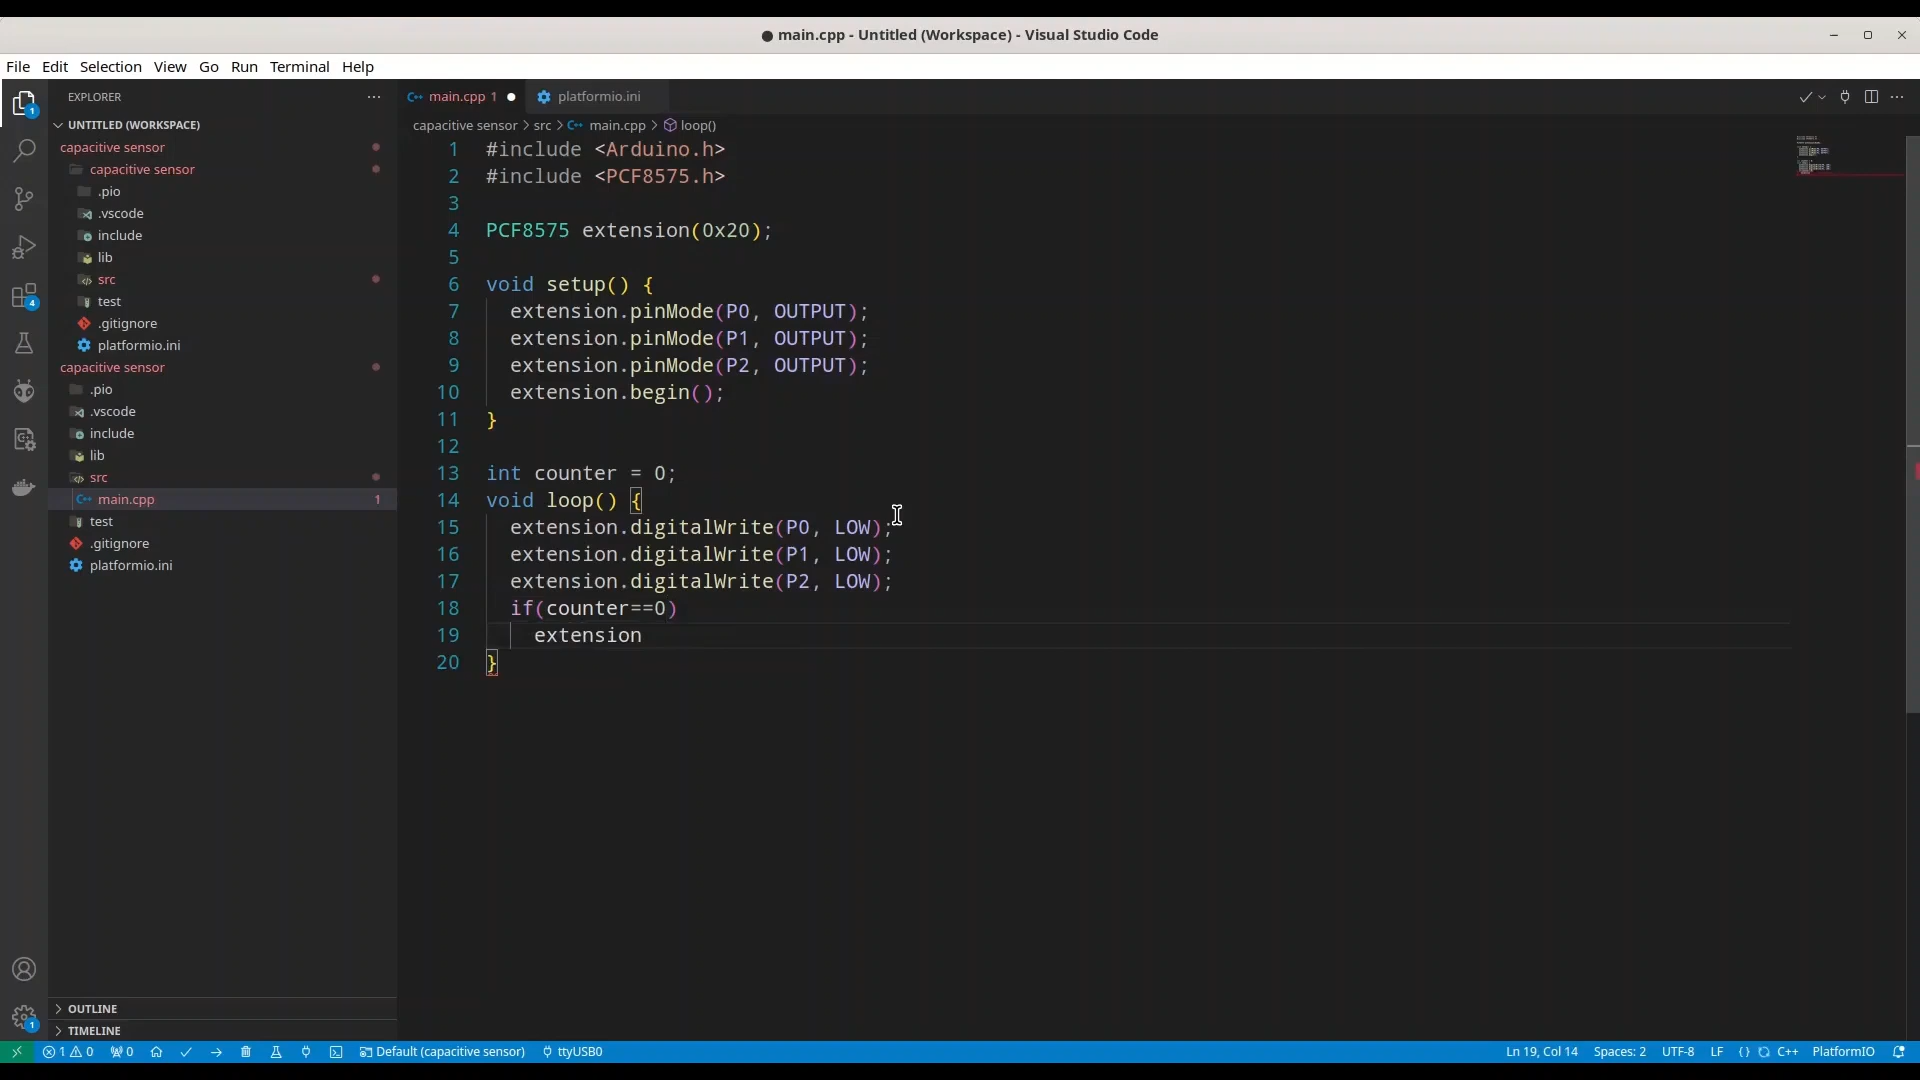 ● main.cpp - Untitled (Workspace) - Visual Studio Code
File Edit Selection View Go Run Terminal Help
EXPLORER
UNTITLED (WORKSPACE)
capacitive sensor
capacitive sensor
.pio
.vscode
include
lib
src
test
.gitignore
platformio.ini
capacitive sensor
.pio
.vscode
include
lib
src
main.cpp 1
test
.gitignore
platformio.ini
OUTLINE
TIMELINE
1
4
1
main.cpp 1 ● platformio.ini
capacitive sensor > src > main.cpp > loop()
1 #include <Arduino.h>
2 #include <PCF8575.h>
3
4 PCF8575 extension(0x20);
5
6 void setup() {
7 extension.pinMode(P0, OUTPUT);
8 extension.pinMode(P1, OUTPUT);
9 extension.pinMode(P2, OUTPUT);
10 extension.begin();
11 }
12
13 int counter = 0;
14 void loop() {
15 extension.digitalWrite(P0, LOW);
16 extension.digitalWrite(P1, LOW);
17 extension.digitalWrite(P2, LOW);
18 if(counter==0)
19 extension
20 }
1 0 0 Default (capacitive sensor) ttyUSB0 Ln 19, Col 14 Spaces: 2 UTF-8 LF { } C++ PlatformIO